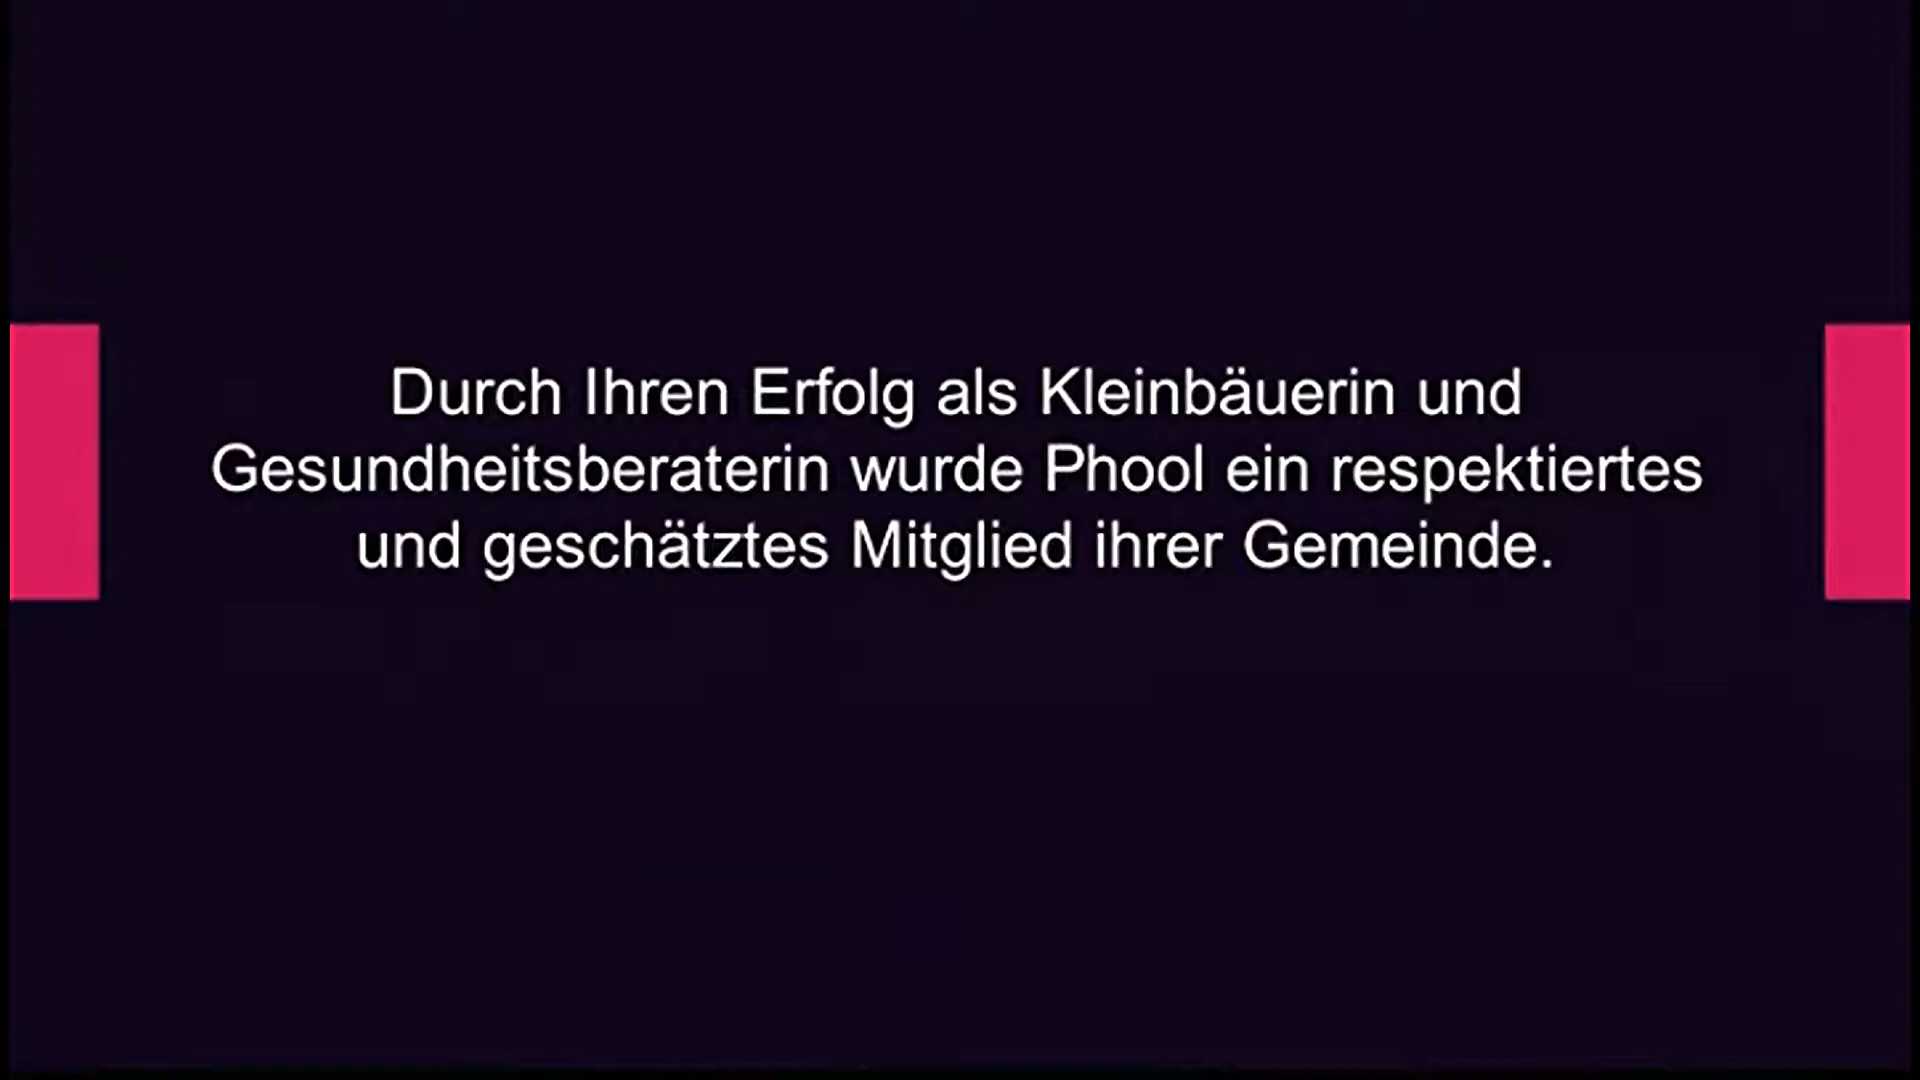 Durch Ihren Erfolg als Kleinbäuerin und
Gesundheitsberaterin wurde Phool ein respektiertes
und geschätztes Mitglied ihrer Gemeinde.